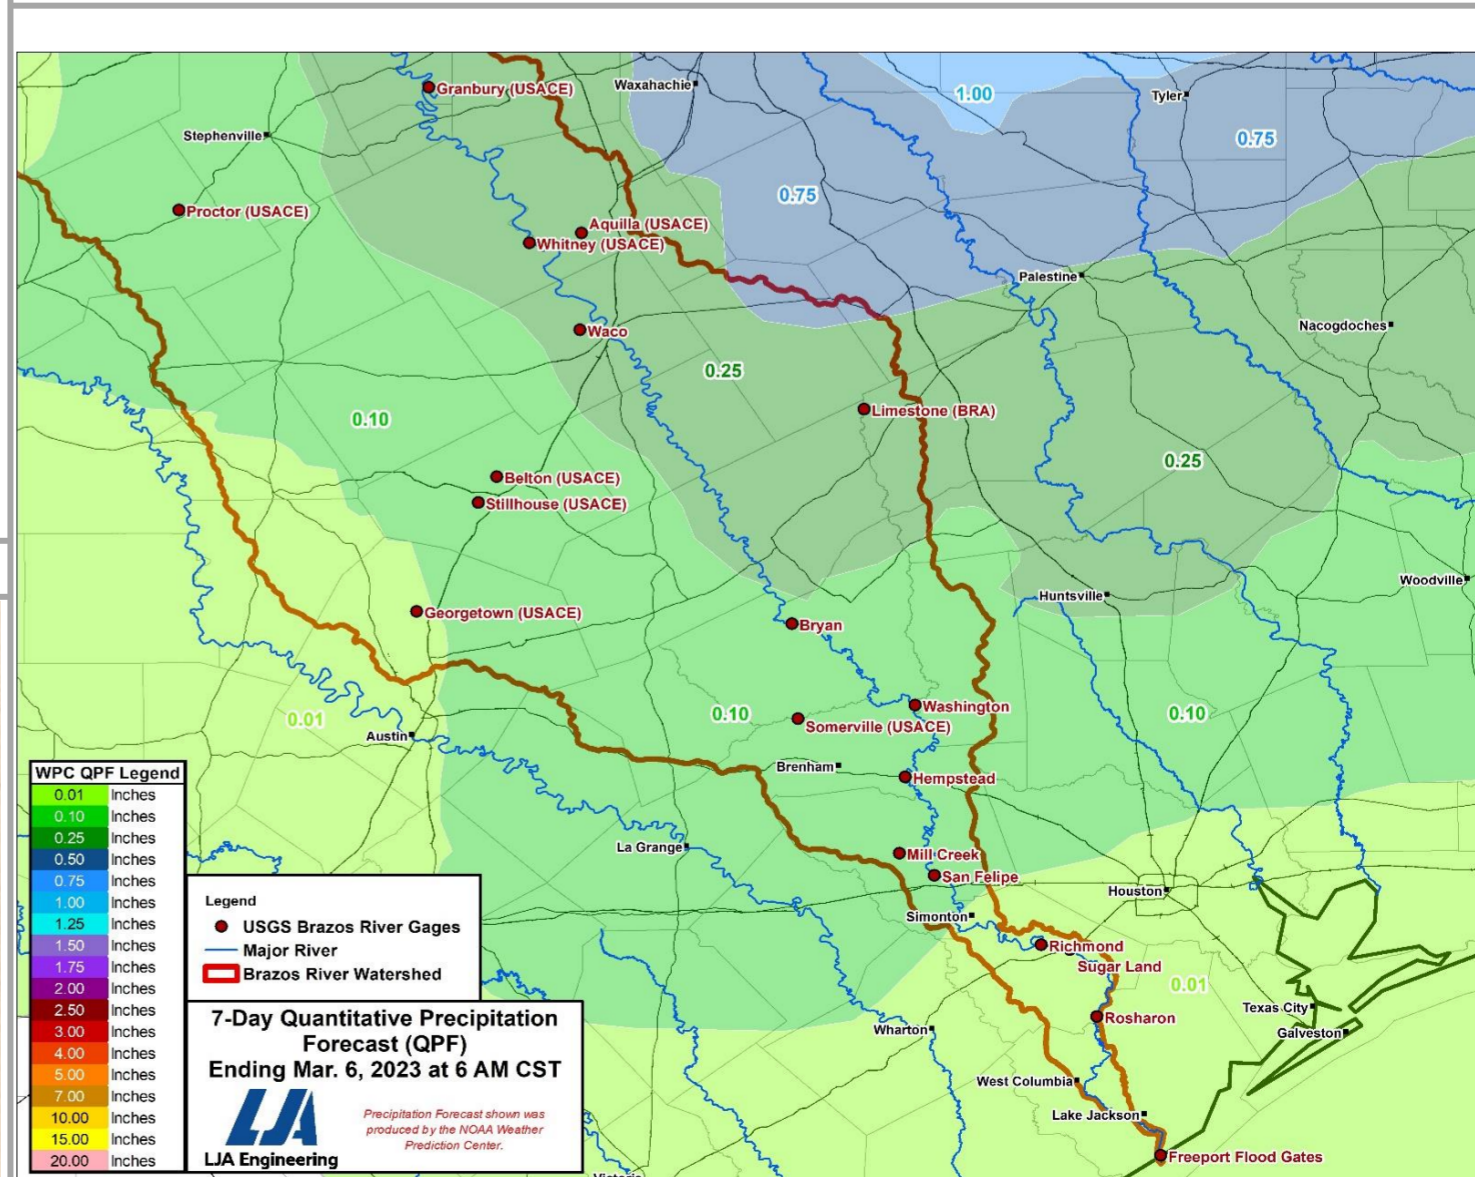 Granbury (USACE)
Waxahachie
1.00
Tyler
Stephenville
0.75
0.75
Proctor (USACE)
Aquilla (USACE)
Whitney (USACE)
Palestine
Waco
Nacogdoches
0.25
0.10
Limestone (BRA)
0.25
Belton (USACE)
Stillhouse (USACE)
Woodville
Huntsville
Georgetown (USACE)
Bryan
0.01
0.10
Washington
0.10
Somerville (USACE)
Austin
Brenham
Hempstead
La Grange
Mill Creek
San Felipe
Houston
Simonton
Richmond
Sugar Land
0.01
Texas City
Rosharon
Galveston
Wharton
West Columbia
Lake Jackson
Freeport Flood Gates
WPC QPF Legend
0.01 Inches
0.10 Inches
0.25 Inches
0.50 Inches
0.75 Inches
1.00 Inches
1.25 Inches
1.50 Inches
1.75 Inches
2.00 Inches
2.50 Inches
3.00 Inches
4.00 Inches
5.00 Inches
7.00 Inches
10.00 Inches
15.00 Inches
20.00 Inches
Legend
USGS Brazos River Gages
Major River
Brazos River Watershed
7-Day Quantitative Precipitation
Forecast (QPF)
Ending Mar. 6, 2023 at 6 AM CST
LJA
LJA Engineering
Precipitation Forecast shown was
produced by the NOAA Weather
Prediction Center.